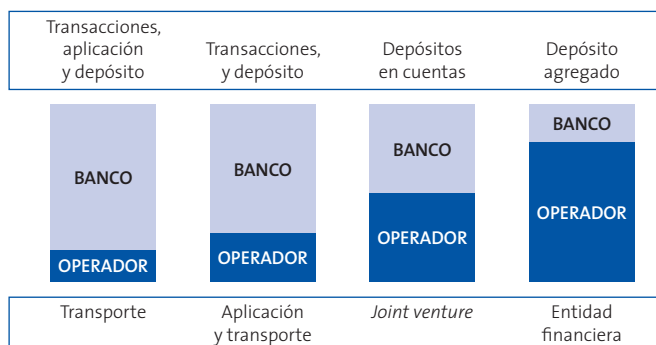 Transacciones,
aplicación
y depósito
Transacciones,
y depósito
Depósitos
en cuentas
Depósito
agregado
BANCO
OPERADOR
BANCO
OPERADOR
BANCO
OPERADOR
BANCO
OPERADOR
Transporte
Aplicación
y transporte
Joint venture
Entidad
financiera